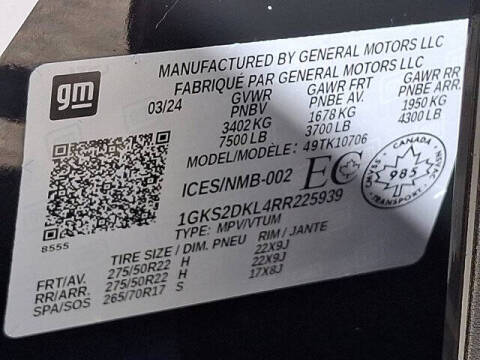 MANUFACTURED BY GENERAL MOTORS LLC
FABRIQUÉ PAR GENERAL MOTORS LLC
gm
03/24 GVWR GAWR FRT GAWR RR
PNBV PNBE AV. PNBE ARR.
3402 KG 1678 KG 1950 KG
7500 LB 3700 LB 4300 LB
MODEL/MODÈLE: 49TK10706
ICES/NMB-002 EC
CANADA
985
1GKS2DKL4RR225939
TYPE: MPV/VTUM
8555
TIRE SIZE / DIM. PNEU RIM / JANTE
FRT/AV. 275/50R22 H 22X9J
RR/ARR. 275/50R22 H 22X9J
SPA/SOS 265/70R17 S 17X8J